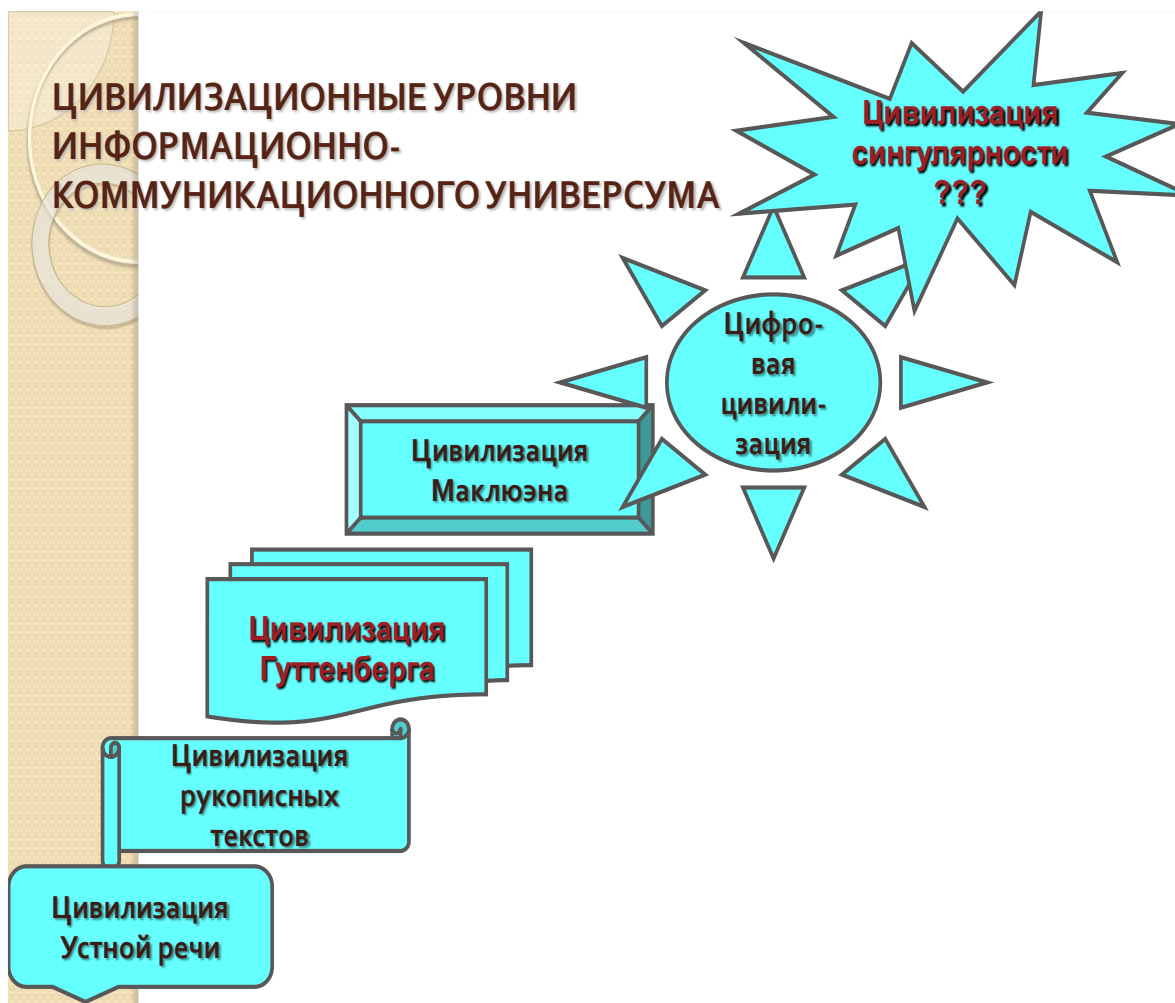 ЦИВИЛИЗАЦИОННЫЕ УРОВНИ
ИНФОРМАЦИОННО-
КОММУНИКАЦИОННОГО УНИВЕРСУМА
Цивилизация
сингулярности
???
Цифро-
вая
цивили-
зация
Цивилизация
Маклюэна
Цивилизация
Гуттенберга
Цивилизация
рукописных
текстов
Цивилизация
Устной речи